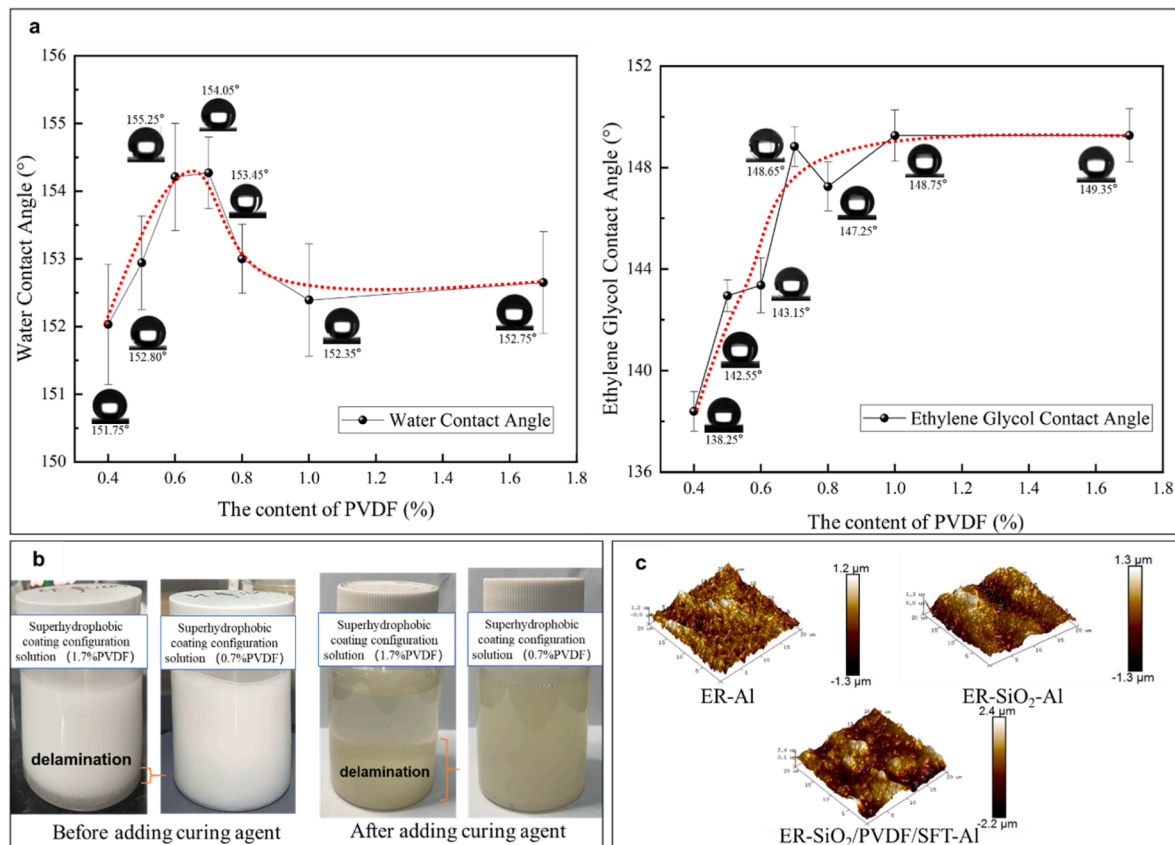 a
156
155
154
153
152
151
150
Water Contact Angle (°)
155.25°
154.05°
153.45°
152.80°
151.75°
152.35°
152.75°
Water Contact Angle
0.4 0.6 0.8 1.0 1.2 1.4 1.6 1.8
The content of PVDF (%)
152
148
144
140
136
Ethylene Glycol Contact Angle (°)
148.65°
148.75°
149.35°
147.25°
143.15°
142.55°
138.25°
Ethylene Glycol Contact Angle
0.4 0.6 0.8 1.0 1.2 1.4 1.6 1.8
The content of PVDF (%)
b
Superhydrophobic
coating configuration
solution (1.7%PVDF)
delamination
Superhydrophobic
coating configuration
solution (0.7%PVDF)
Before adding curing agent
Superhydrophobic
coating configuration
solution (1.7%PVDF)
delamination
Superhydrophobic
coating configuration
solution (0.7%PVDF)
After adding curing agent
c
1.2 µm
-1.3 µm
ER-Al
1.3 µm
-1.3 µm
ER-SiO₂-Al
2.4 µm
-2.2 µm
ER-SiO₂/PVDF/SFT-Al